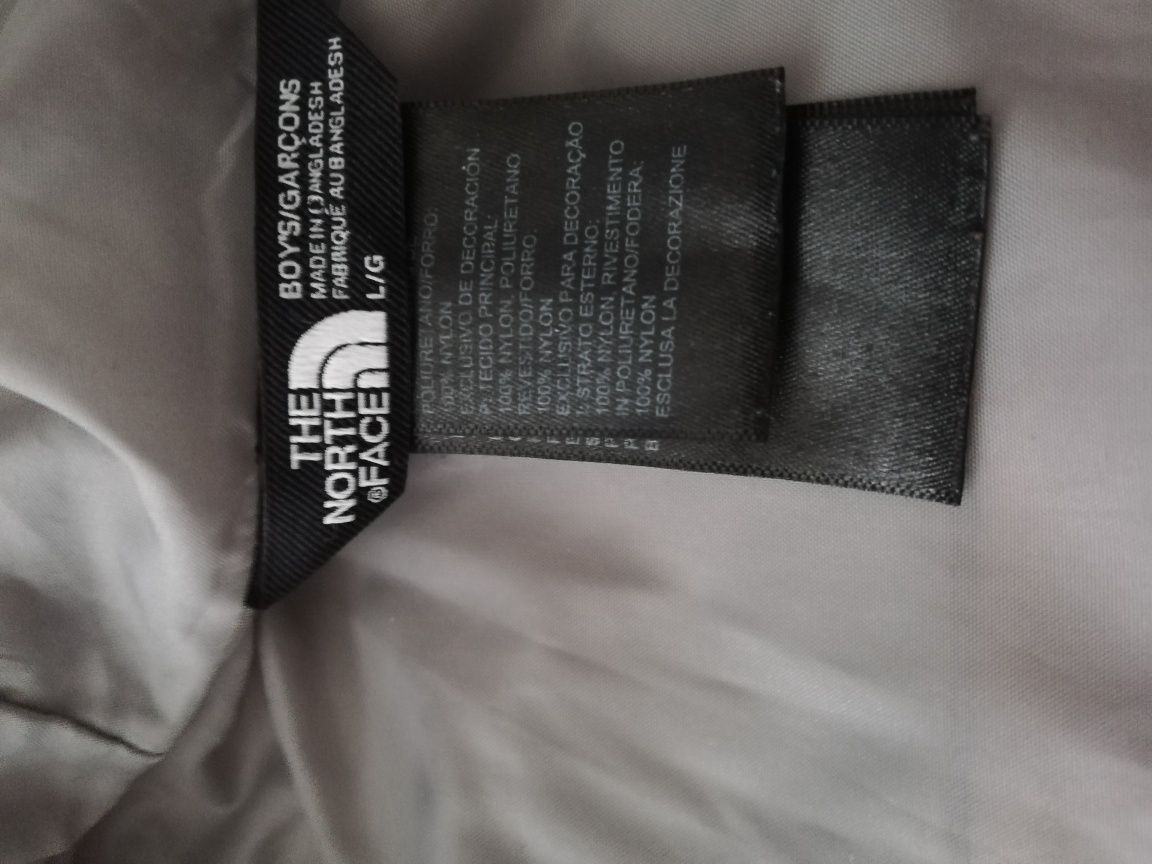 THE
NORTH
®FACE
BOY'S/GARÇONS
MADE IN BANGLADESH
FABRIQUÉ AU BANGLADESH
L/G
POLIURETANO/FORRO:
100% NYLON
EXCLUSIVO DE DECORACIÓN
P: TECIDO PRINCIPAL:
100% NYLON, POLIURETANO
REVESTIDO/FORRO:
100% NYLON
EXCLUSIVO PARA DECORAÇÃO
I: STRATO ESTERNO:
100% NYLON, RIVESTIMENTO
IN POLIURETANO/FODERA:
100% NYLON
ESCLUSA LA DECORAZIONE